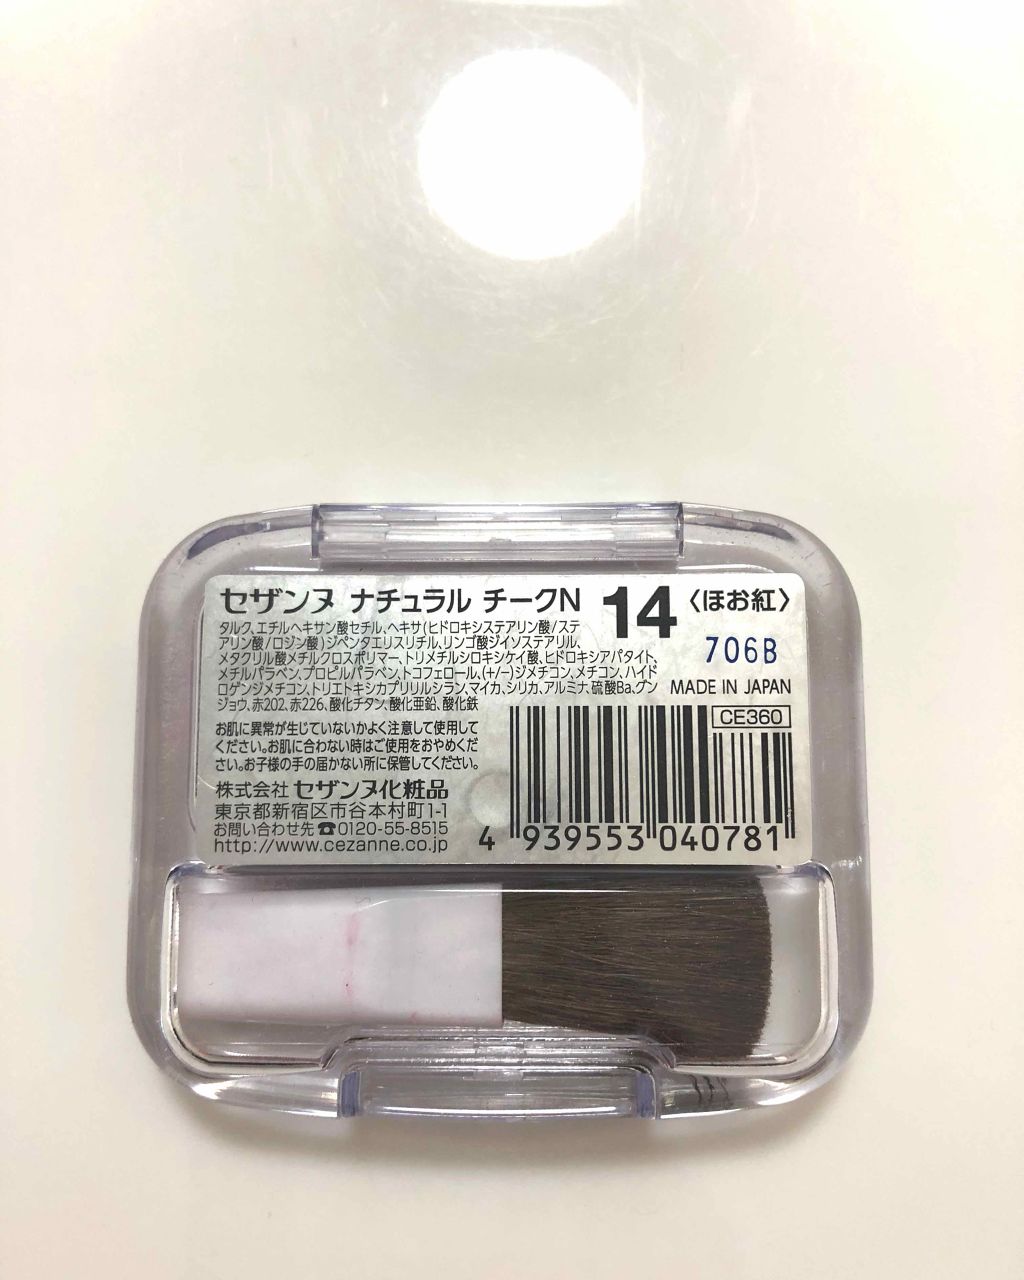 セザンヌ ナチュラル チークN 14 〈ほお紅〉
タルク、エチルヘキサン酸セチル、ヘキサ(ヒドロキシステアリン酸/ステ
アリン酸/ロジン酸)ジペンタエリスリチル、リンゴ酸ジイソステアリル、
メタクリル酸メチルクロスポリマー、トリメチルシロキシケイ酸、ヒドロキシアパタイト、
メチルパラベン、プロピルパラベン、トコフェロール、(+/-)ジメチコン、メチコン、ハイド
ロゲンジメチコン、トリエトキシカプリリルシラン、マイカ、シリカ、アルミナ、硫酸Ba、グン
ジョウ、赤202、赤226、酸化チタン、酸化亜鉛、酸化鉄
706B
MADE IN JAPAN
CE360
お肌に異常が生じていないかよく注意して使用して
ください。お肌に合わない時はご使用をおやめくだ
さい。お子様の手の届かない所に保管してください。
株式会社 セザンヌ化粧品
東京都新宿区市谷本村町1-1
お問い合わせ先☎0120-55-8515
http://www.cezanne.co.jp
4 939553 040781